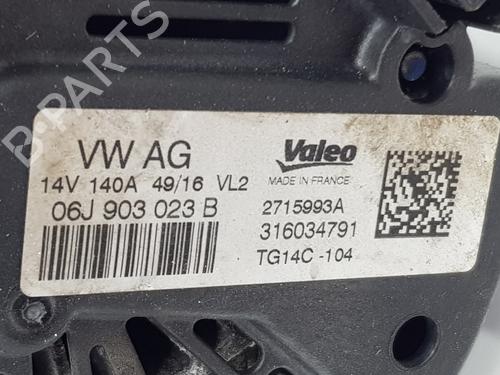 B-PARTS
VW AG
14V 140A 49/16 VL2
06J 903 023 B
Valeo
MADE IN FRANCE
2715993A
316034791
TG14C -104